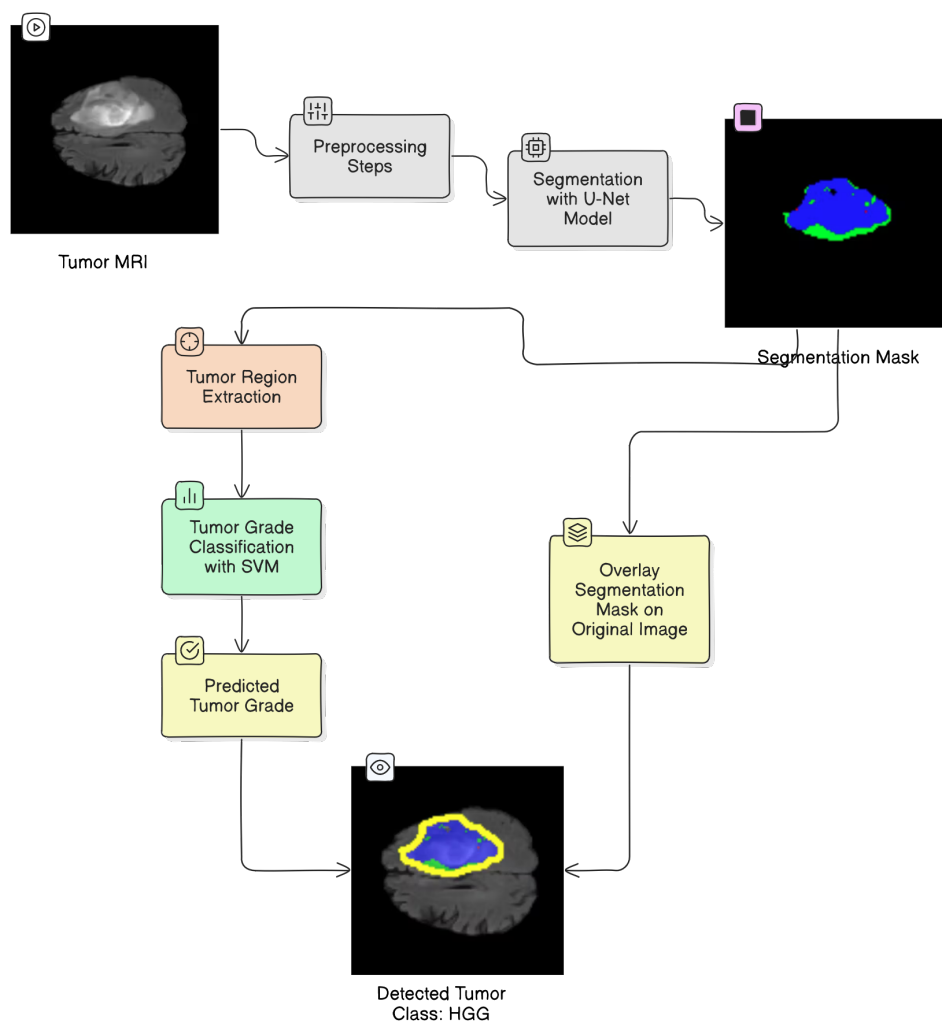 Tumor MRI
Preprocessing
Steps
Segmentation
with U-Net
Model
Segmentation Mask
Tumor Region
Extraction
Tumor Grade
Classification
with SVM
Predicted
Tumor Grade
Overlay
Segmentation
Mask on
Original Image
Detected Tumor
Class: HGG